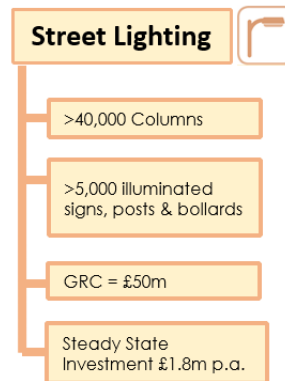 Street Lighting
>40,000 Columns
>5,000 illuminated
signs, posts & bollards
GRC = £50m
Steady State
Investment £1.8m p.a.